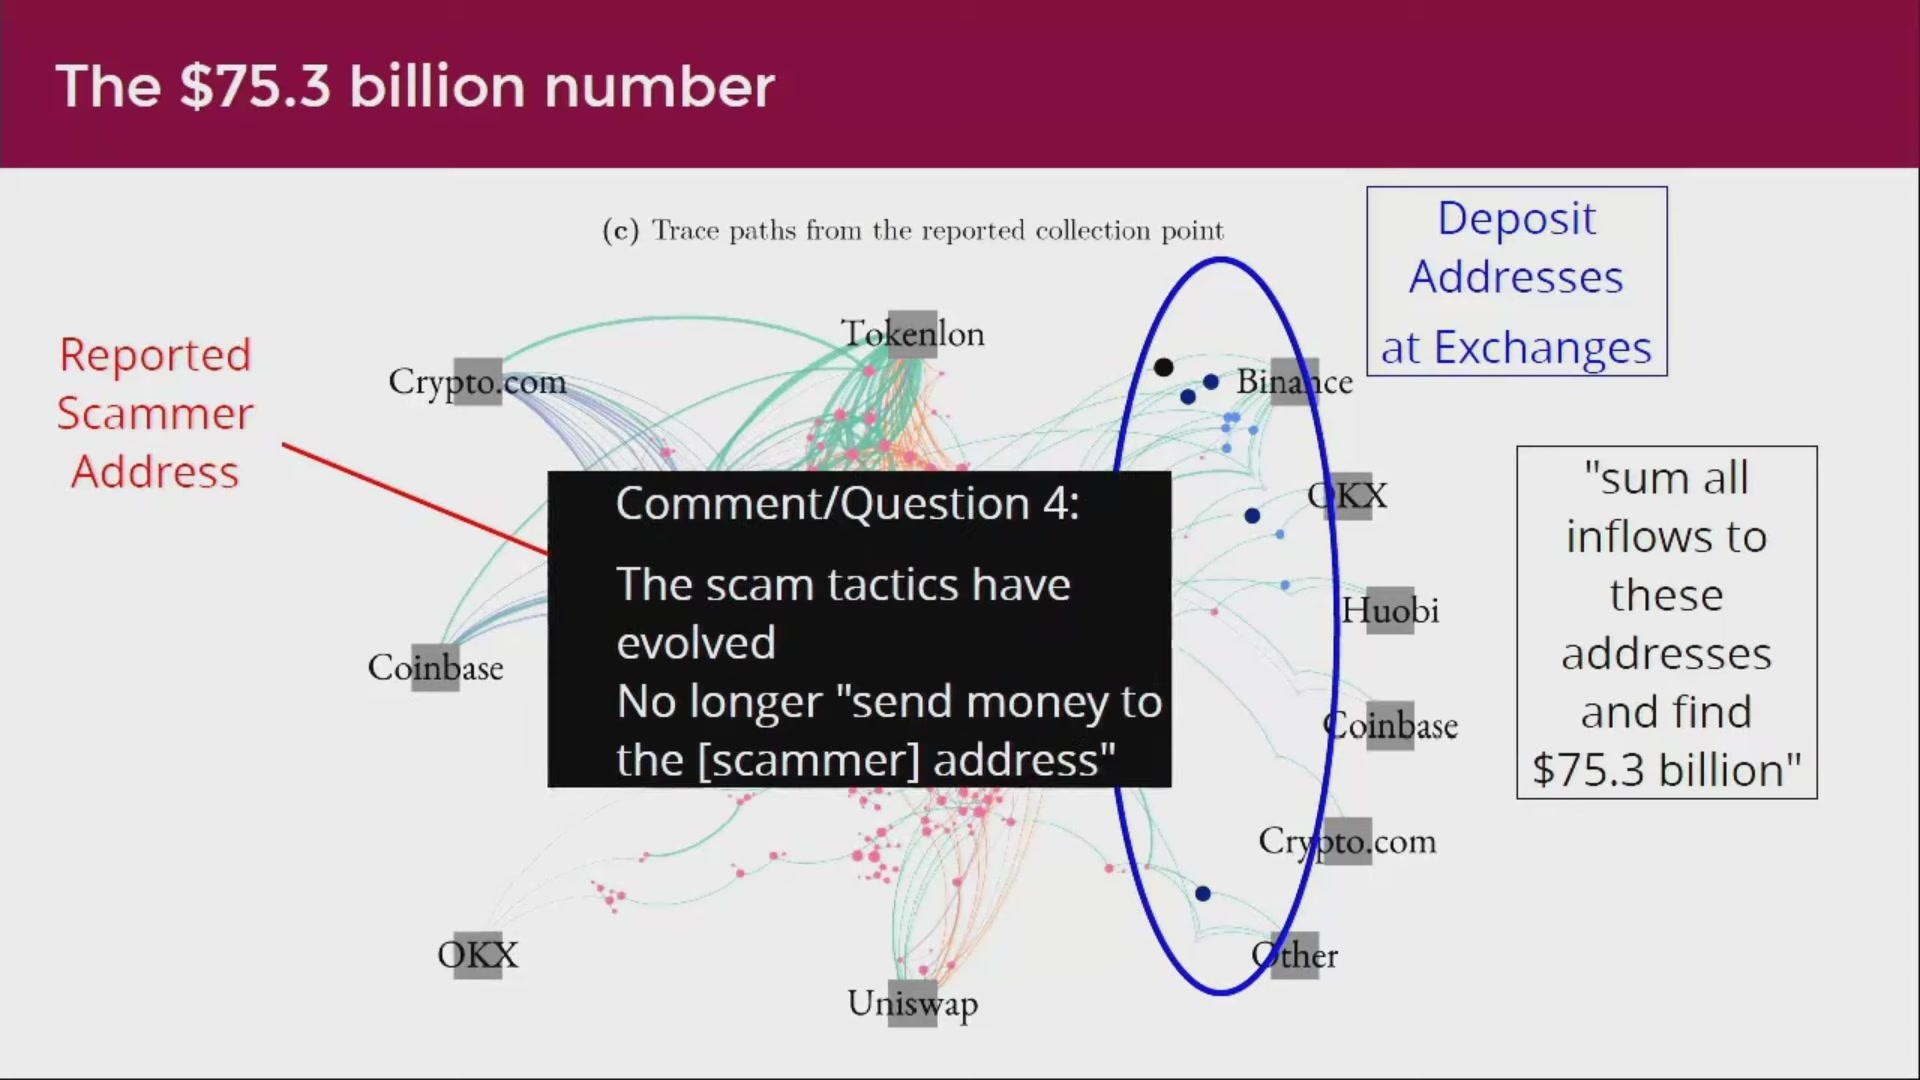 The $75.3 billion number
(c) Trace paths from the reported collection point
Deposit
Addresses
at Exchanges
Reported
Scammer
Address
Tokenlon
Crypto.com
Binance
OKX
"sum all
inflows to
these
addresses
and find
$75.3 billion"
Comment/Question 4:
The scam tactics have
evolved
No longer "send money to
the [scammer] address"
Huobi
Coinbase
Coinbase
Crypto.com
OKX
Other
Uniswap